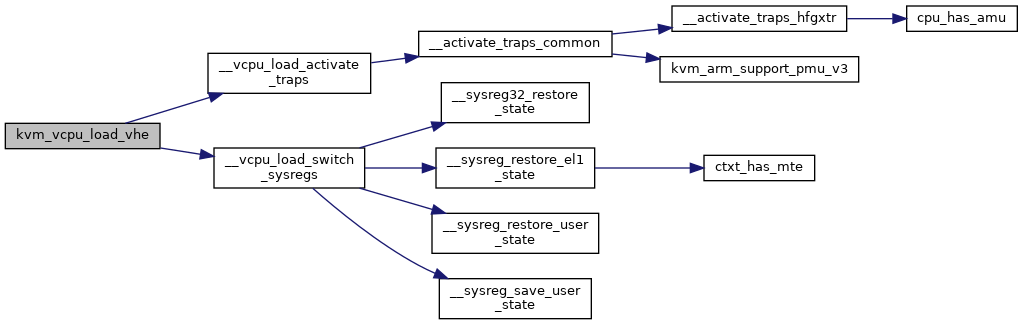 kvm_vcpu_load_vhe
__vcpu_load_activate
_traps
__activate_traps_common
__activate_traps_hfgxtr
cpu_has_amu
kvm_arm_support_pmu_v3
__vcpu_load_switch
_sysregs
__sysreg32_restore
_state
__sysreg_restore_el1
_state
ctxt_has_mte
__sysreg_restore_user
_state
__sysreg_save_user
_state